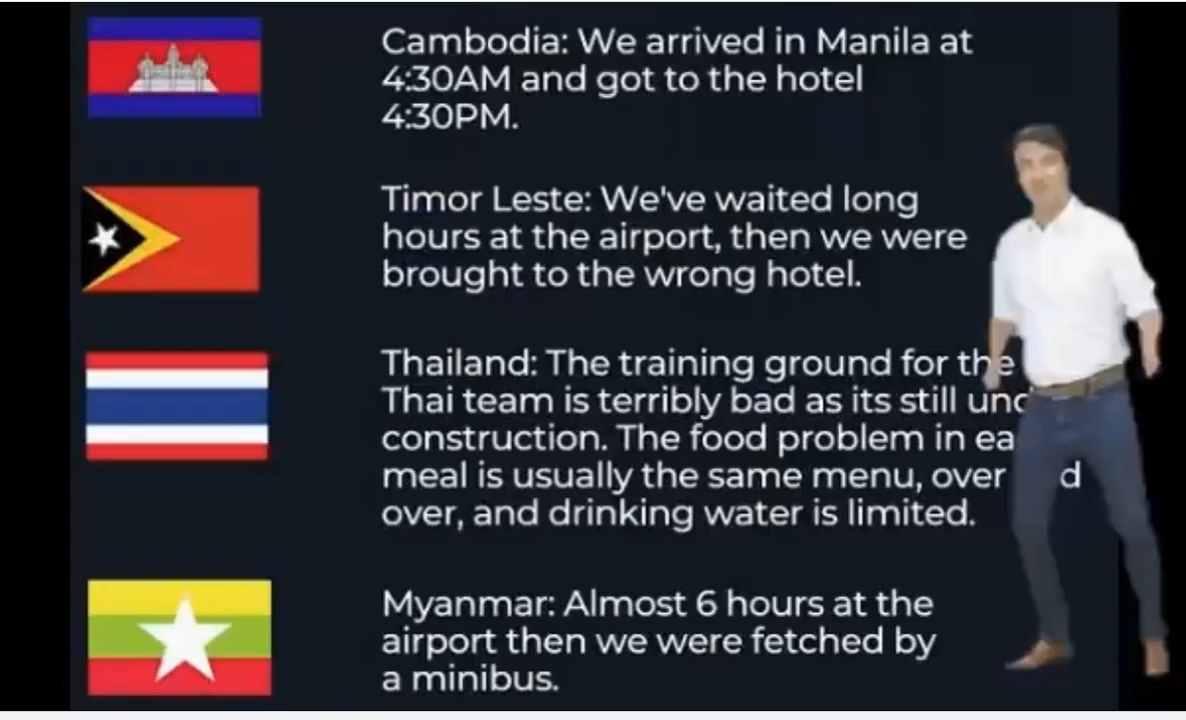 Cambodia: We arrived in Manila at
4:30AM and got to the hotel
4:30PM.
Timor Leste: We've waited long
hours at the airport, then we were
brought to the wrong hotel.
Thailand: The training ground for the
Thai team is terribly bad as its still
construction. The food problem in
meal is usually the same menu, over
over, and drinking water is limited.
Myanmar: Almost 6 hours at the
airport then we were fetched by
a minibus.